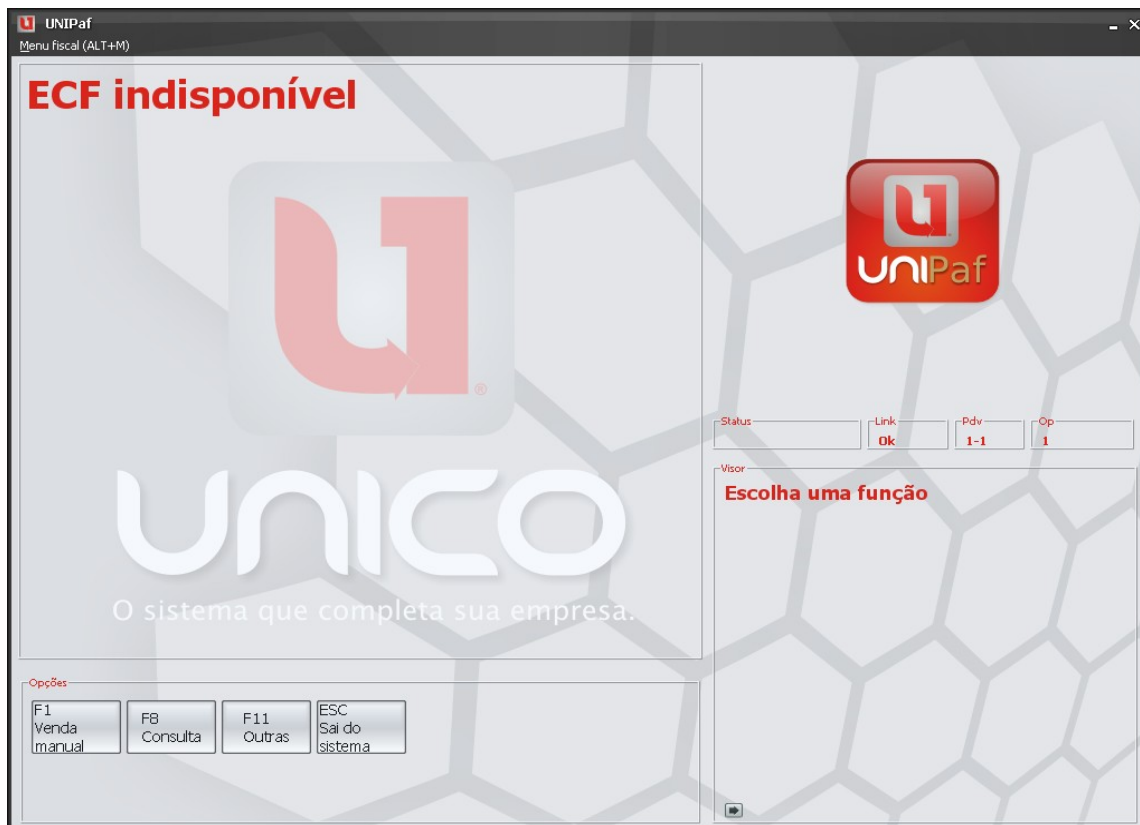 UNIPaf
Menu fiscal (ALT+M)
ECF indisponível
®
UNICO
O sistema que completa sua empresa.
UNIPaf
Status
Link
Pdv
Op
Ok
1-1
1
Visor
Escolha uma função
Opções
F1
Venda
manual
F8
Consulta
F11
Outras
ESC
Sai do
sistema